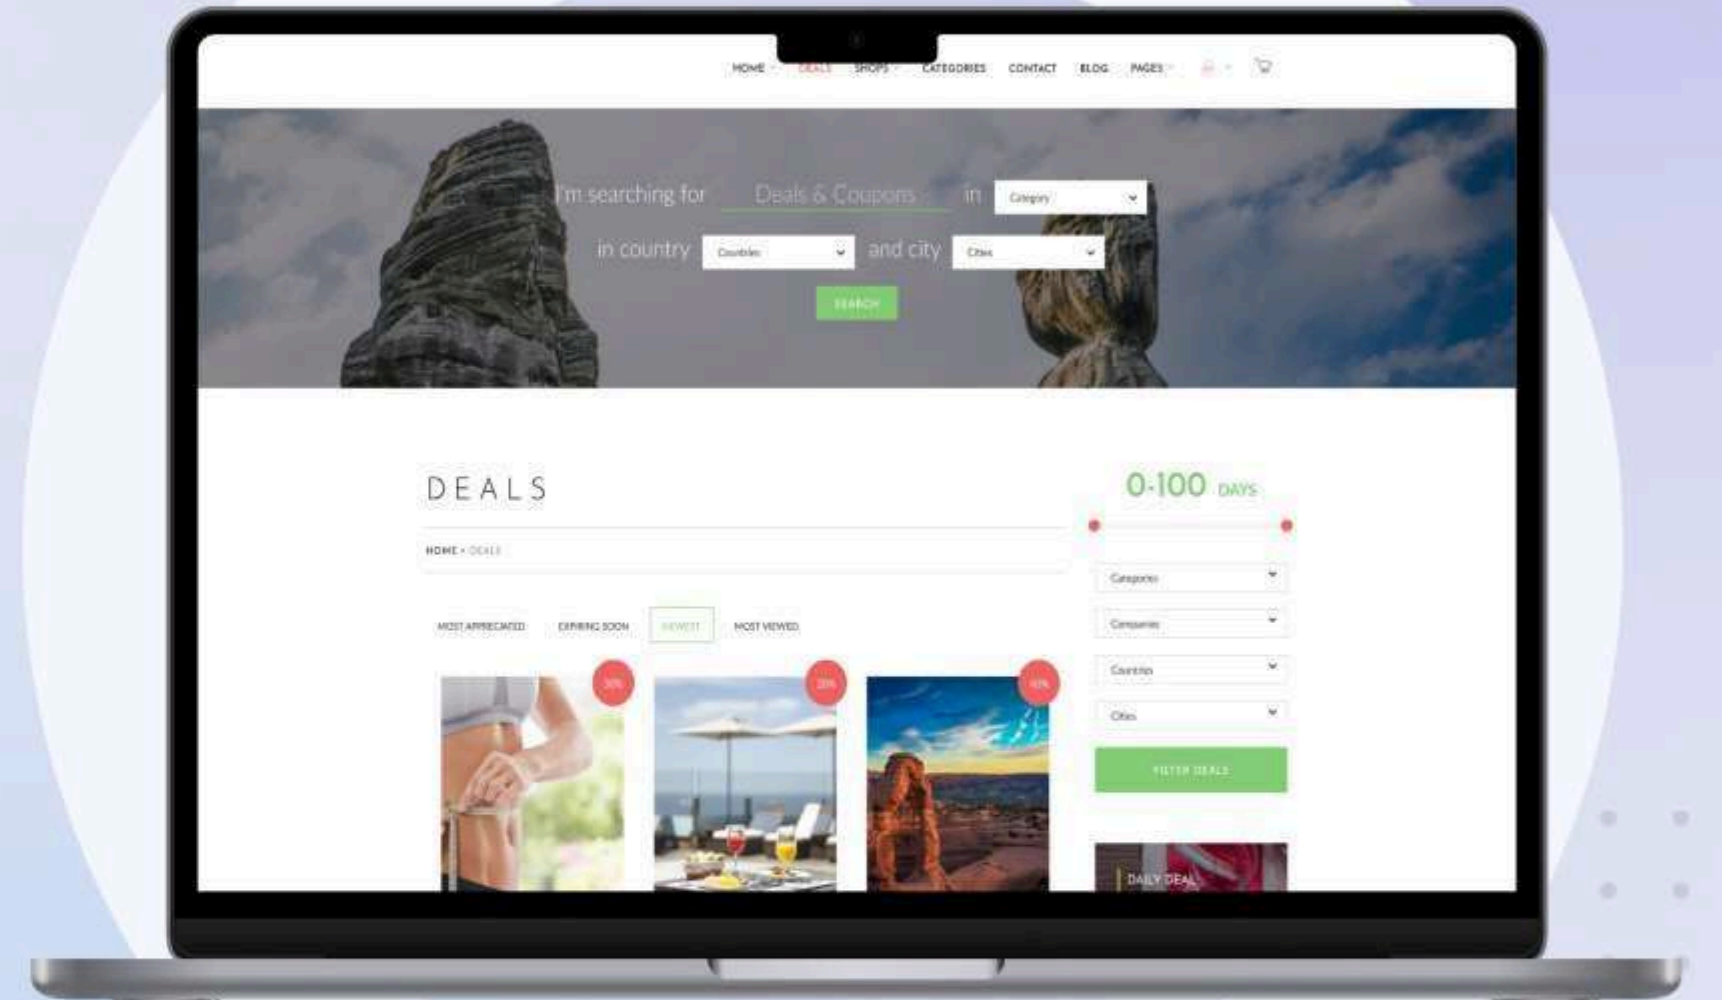 HOME DEALS SHOPS CATEGORIES CONTACT BLOG PAGES
I'm searching for Deals & Coupons in Category
in country Countries and city Cities
SEARCH
DEALS
0-100 DAYS
HOME • DEALS
Categories
Companies
MOST APPRECIATED EXPIRING SOON NEWEST MOST VIEWED
Countries
Cities
FILTER DEALS
DAILY DEAL